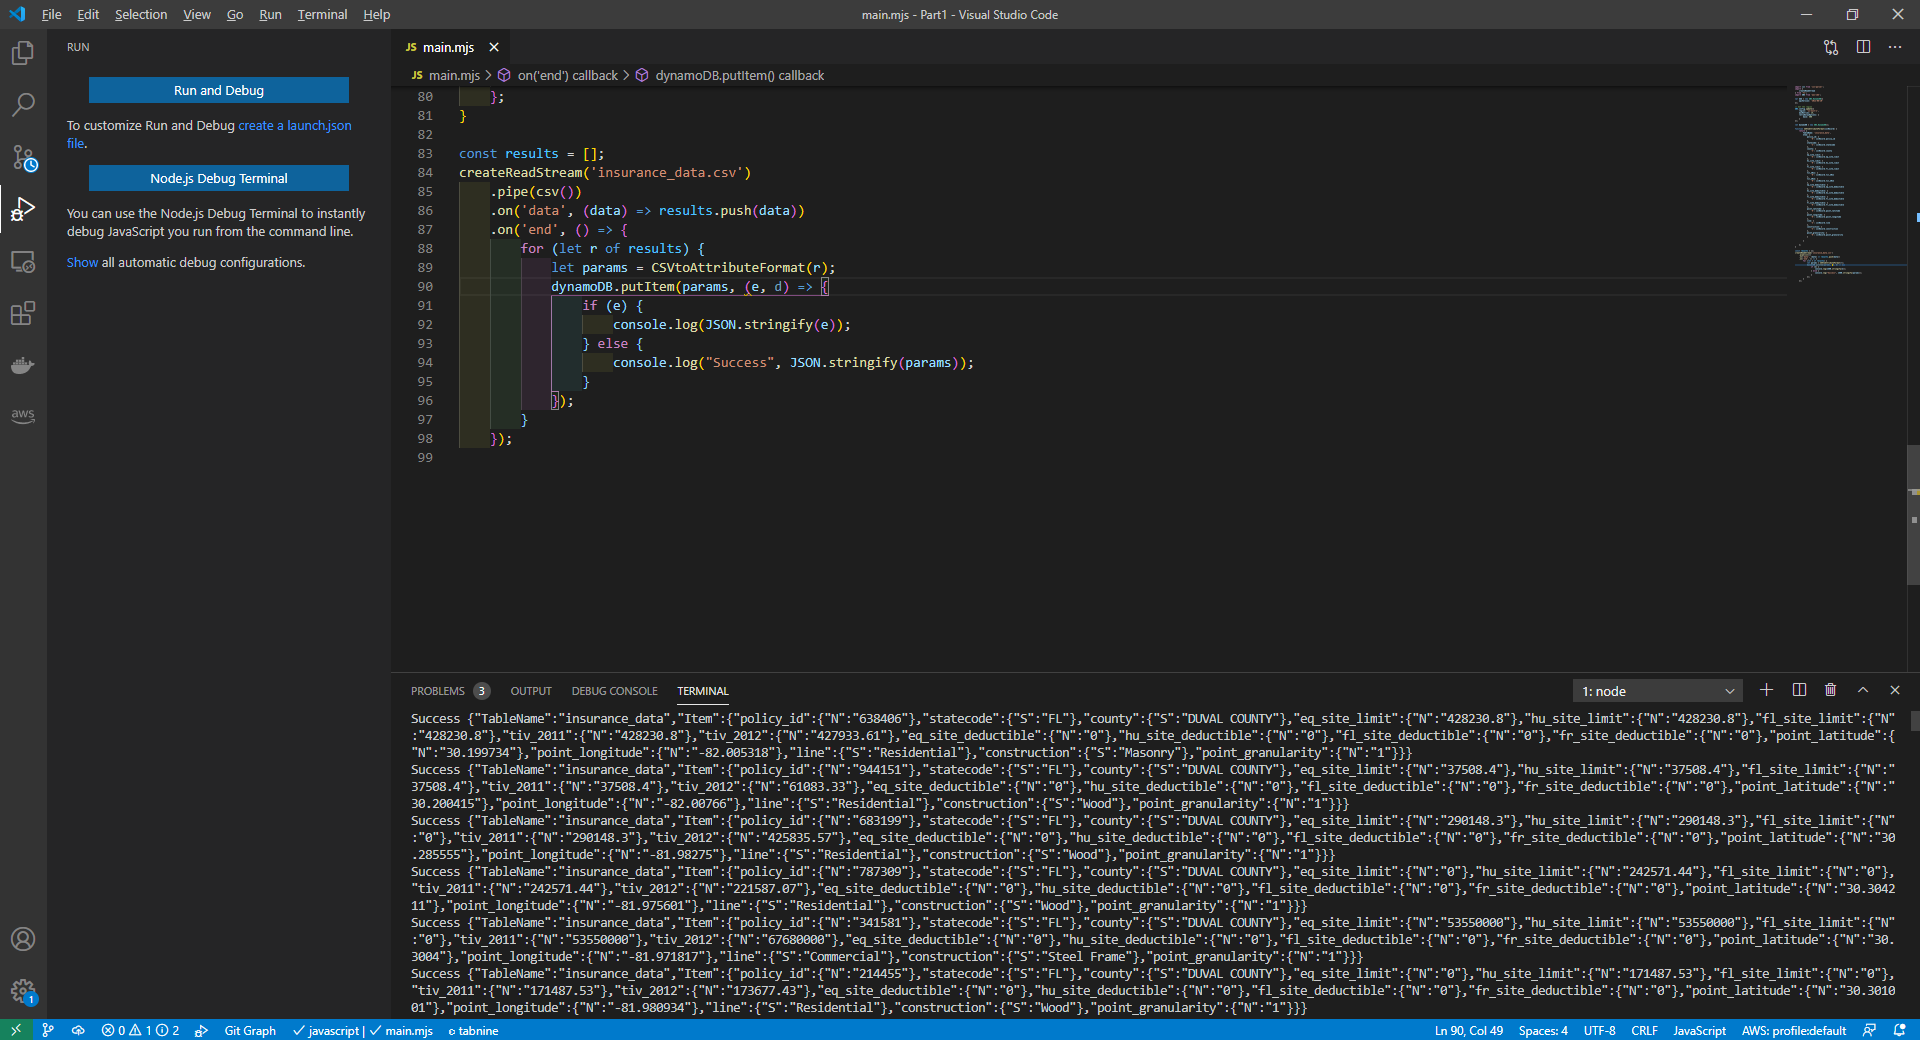 File Edit Selection View Go Run Terminal Help
main.mjs - Part1 - Visual Studio Code
RUN
Run and Debug
To customize Run and Debug create a launch.json
file.
Node.js Debug Terminal
You can use the Node.js Debug Terminal to instantly
debug JavaScript you run from the command line.
Show all automatic debug configurations.
aws
1
JS main.mjs
JS main.mjs > on('end') callback > dynamoDB.putItem() callback
80 };
81 }
82
83 const results = [];
84 createReadStream('insurance_data.csv')
85 .pipe(csv())
86 .on('data', (data) => results.push(data))
87 .on('end', () => {
88 for (let r of results) {
89 let params = CSVtoAttributeFormat(r);
90 dynamoDB.putItem(params, (e, d) => {
91 if (e) {
92 console.log(JSON.stringify(e));
93 } else {
94 console.log("Success", JSON.stringify(params));
95 }
96 });
97 }
98 });
99
PROBLEMS 3 OUTPUT DEBUG CONSOLE TERMINAL
1: node
Success {"TableName":"insurance_data","Item":{"policy_id":{"N":"638406"},"statecode":{"S":"FL"},"county":{"S":"DUVAL COUNTY"},"eq_site_limit":{"N":"428230.8"},"hu_site_limit":{"N":"428230.8"},"fl_site_limit":{"N"
:"428230.8"},"tiv_2011":{"N":"428230.8"},"tiv_2012":{"N":"427933.61"},"eq_site_deductible":{"N":"0"},"hu_site_deductible":{"N":"0"},"fl_site_deductible":{"N":"0"},"fr_site_deductible":{"N":"0"},"point_latitude":{
"N":"30.199734"},"point_longitude":{"N":"-82.005318"},"line":{"S":"Residential"},"construction":{"S":"Masonry"},"point_granularity":{"N":"1"}}}
Success {"TableName":"insurance_data","Item":{"policy_id":{"N":"944151"},"statecode":{"S":"FL"},"county":{"S":"DUVAL COUNTY"},"eq_site_limit":{"N":"37508.4"},"hu_site_limit":{"N":"37508.4"},"fl_site_limit":{"N":"
37508.4"},"tiv_2011":{"N":"37508.4"},"tiv_2012":{"N":"61083.33"},"eq_site_deductible":{"N":"0"},"hu_site_deductible":{"N":"0"},"fl_site_deductible":{"N":"0"},"fr_site_deductible":{"N":"0"},"point_latitude":{"N":"
30.200415"},"point_longitude":{"N":"-82.00766"},"line":{"S":"Residential"},"construction":{"S":"Wood"},"point_granularity":{"N":"1"}}}
Success {"TableName":"insurance_data","Item":{"policy_id":{"N":"683199"},"statecode":{"S":"FL"},"county":{"S":"DUVAL COUNTY"},"eq_site_limit":{"N":"290148.3"},"hu_site_limit":{"N":"290148.3"},"fl_site_limit":{"N"
:"0"},"tiv_2011":{"N":"290148.3"},"tiv_2012":{"N":"425835.57"},"eq_site_deductible":{"N":"0"},"hu_site_deductible":{"N":"0"},"fl_site_deductible":{"N":"0"},"fr_site_deductible":{"N":"0"},"point_latitude":{"N":"30
.285555"},"point_longitude":{"N":"-81.98275"},"line":{"S":"Residential"},"construction":{"S":"Wood"},"point_granularity":{"N":"1"}}}
Success {"TableName":"insurance_data","Item":{"policy_id":{"N":"787309"},"statecode":{"S":"FL"},"county":{"S":"DUVAL COUNTY"},"eq_site_limit":{"N":"0"},"hu_site_limit":{"N":"242571.44"},"fl_site_limit":{"N":"0"},
"tiv_2011":{"N":"242571.44"},"tiv_2012":{"N":"221587.07"},"eq_site_deductible":{"N":"0"},"hu_site_deductible":{"N":"0"},"fl_site_deductible":{"N":"0"},"fr_site_deductible":{"N":"0"},"point_latitude":{"N":"30.3042
11"},"point_longitude":{"N":"-81.975601"},"line":{"S":"Residential"},"construction":{"S":"Wood"},"point_granularity":{"N":"1"}}}
Success {"TableName":"insurance_data","Item":{"policy_id":{"N":"341581"},"statecode":{"S":"FL"},"county":{"S":"DUVAL COUNTY"},"eq_site_limit":{"N":"53550000"},"hu_site_limit":{"N":"53550000"},"fl_site_limit":{"N"
:"0"},"tiv_2011":{"N":"53550000"},"tiv_2012":{"N":"67680000"},"eq_site_deductible":{"N":"0"},"hu_site_deductible":{"N":"0"},"fl_site_deductible":{"N":"0"},"fr_site_deductible":{"N":"0"},"point_latitude":{"N":"30.
3004"},"point_longitude":{"N":"-81.971817"},"line":{"S":"Commercial"},"construction":{"S":"Steel Frame"},"point_granularity":{"N":"1"}}}
Success {"TableName":"insurance_data","Item":{"policy_id":{"N":"214455"},"statecode":{"S":"FL"},"county":{"S":"DUVAL COUNTY"},"eq_site_limit":{"N":"0"},"hu_site_limit":{"N":"171487.53"},"fl_site_limit":{"N":"0"},
"tiv_2011":{"N":"171487.53"},"tiv_2012":{"N":"173677.43"},"eq_site_deductible":{"N":"0"},"hu_site_deductible":{"N":"0"},"fl_site_deductible":{"N":"0"},"fr_site_deductible":{"N":"0"},"point_latitude":{"N":"30.3010
01"},"point_longitude":{"N":"-81.980934"},"line":{"S":"Residential"},"construction":{"S":"Wood"},"point_granularity":{"N":"1"}}}
0 1 2 Git Graph javascript | main.mjs tabnine Ln 90, Col 49 Spaces: 4 UTF-8 CRLF JavaScript AWS: profile:default